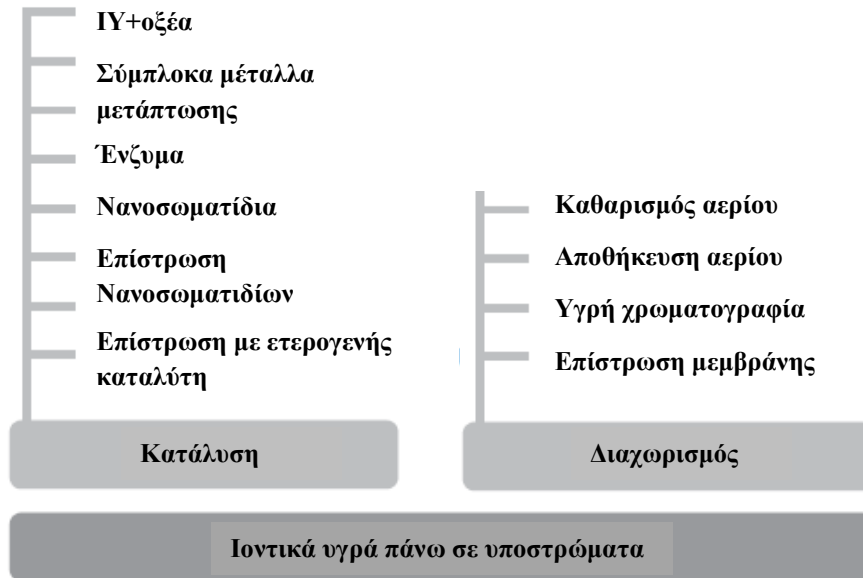 ΙΥ+οξέα
Σύμπλοκα μέταλλα
μετάπτωσης
Ένζυμα
Νανοσωματίδια
Επίστρωση
Νανοσωματιδίων
Επίστρωση με ετερογενής
καταλύτη
Κατάλυση
Καθαρισμός αερίου
Αποθήκευση αερίου
Υγρή χρωματογραφία
Επίστρωση μεμβράνης
Διαχωρισμός
Ιοντικά υγρά πάνω σε υποστρώματα